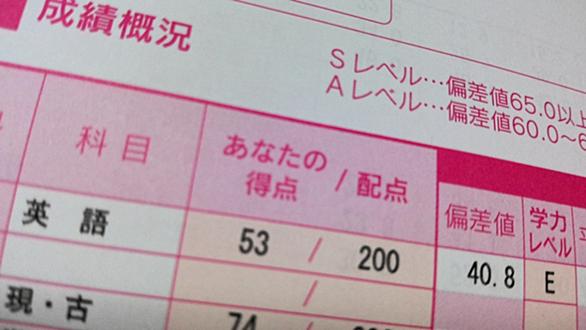 成績概況
Sレベル…偏差値65.0以上
Aレベル…偏差値60.0～6
科目
あなたの
得点 / 配点
偏差値
学力
レベル
英語
53 / 200
40.8
E
/
現・古
74